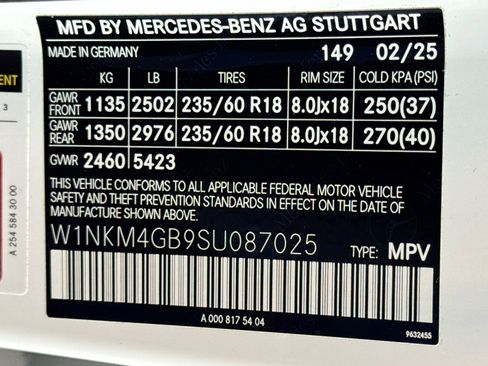 MFD BY MERCEDES-BENZ AG STUTTGART
MADE IN GERMANY 149 02/25
KG LB TIRES RIM SIZE COLD KPA (PSI)
GAWR FRONT 1135 2502 235/60 R18 8.0Jx18 250(37)
GAWR REAR 1350 2976 235/60 R18 8.0Jx18 270(40)
GVWR 2460 5423
THIS VEHICLE CONFORMS TO ALL APPLICABLE FEDERAL MOTOR VEHICLE
SAFETY AND THEFT PREVENTION STANDARDS IN EFFECT ON THE DATE OF
MANUFACTURE SHOWN ABOVE.
W1NKM4GB9SU087025 TYPE: MPV
A 000 817 54 04
9632455
ENT
3
A 254 584 30 00